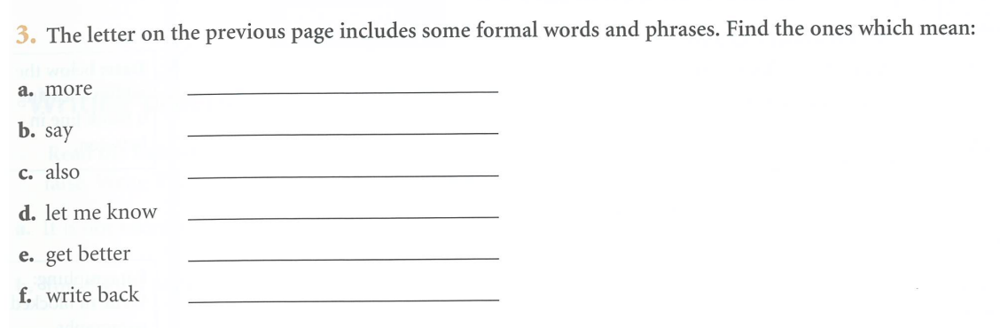 3. The letter on the previous page includes some formal words and phrases. Find the ones which mean:
a. more
b. say
c. also
d. let me know
e. get better
f. write back